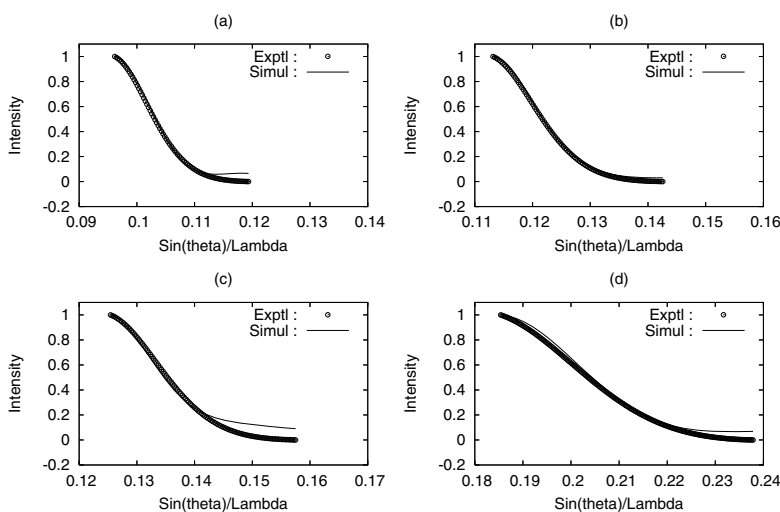 (a)
1
0.8
0.6
0.4
0.2
0
-0.2
Intensity
Exptl :
Simul :
0.09 0.1 0.11 0.12 0.13 0.14
Sin(theta)/Lambda
(b)
1
0.8
0.6
0.4
0.2
0
-0.2
Intensity
Exptl :
Simul :
0.11 0.12 0.13 0.14 0.15 0.16
Sin(theta)/Lambda
(c)
1
0.8
0.6
0.4
0.2
0
-0.2
Intensity
Exptl :
Simul :
0.12 0.13 0.14 0.15 0.16 0.17
Sin(theta)/Lambda
(d)
1
0.8
0.6
0.4
0.2
0
-0.2
Intensity
Exptl :
Simul :
0.18 0.19 0.2 0.21 0.22 0.23 0.24
Sin(theta)/Lambda